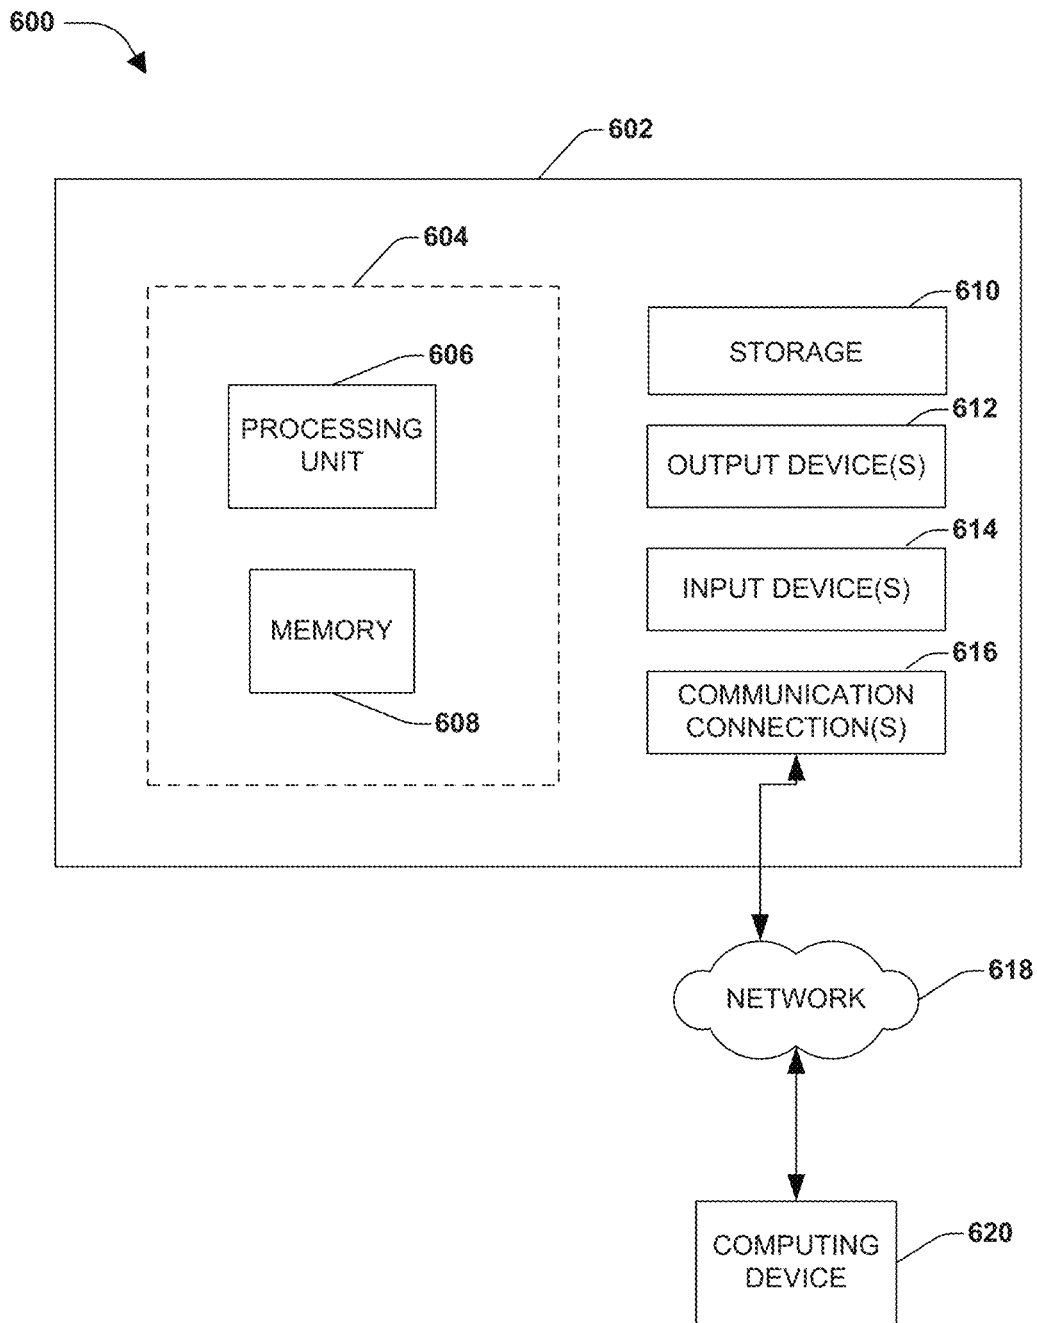 600
602
604
606
PROCESSING
UNIT
MEMORY
608
610
STORAGE
612
OUTPUT DEVICE(S)
614
INPUT DEVICE(S)
616
COMMUNICATION
CONNECTION(S)
NETWORK
618
COMPUTING
DEVICE
620